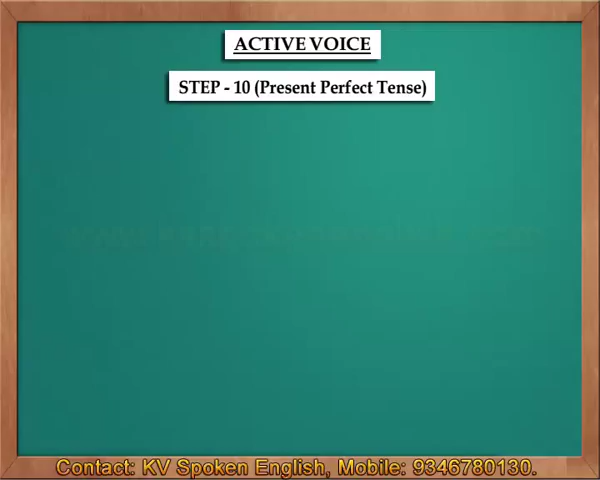 ACTIVE VOICE
STEP - 10 (Present Perfect Tense)
Contact: KV Spoken English, Mobile: 9346780130.